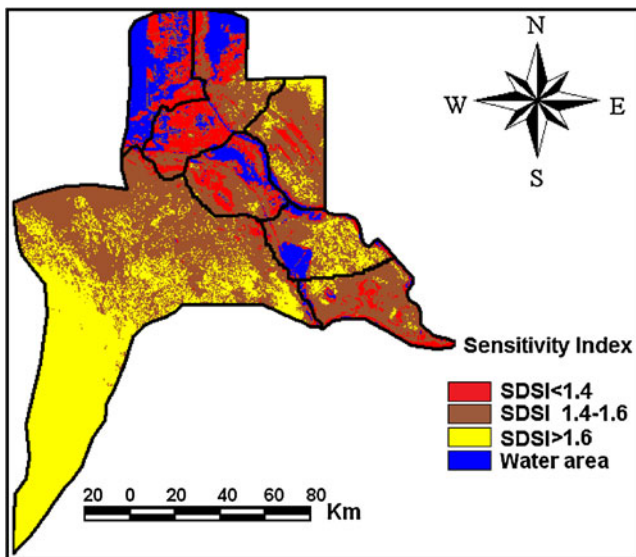 N
W E
S
Sensitivity Index
SDSI<1.4
SDSI 1.4-1.6
SDSI>1.6
Water area
20 0 20 40 60 80
Km